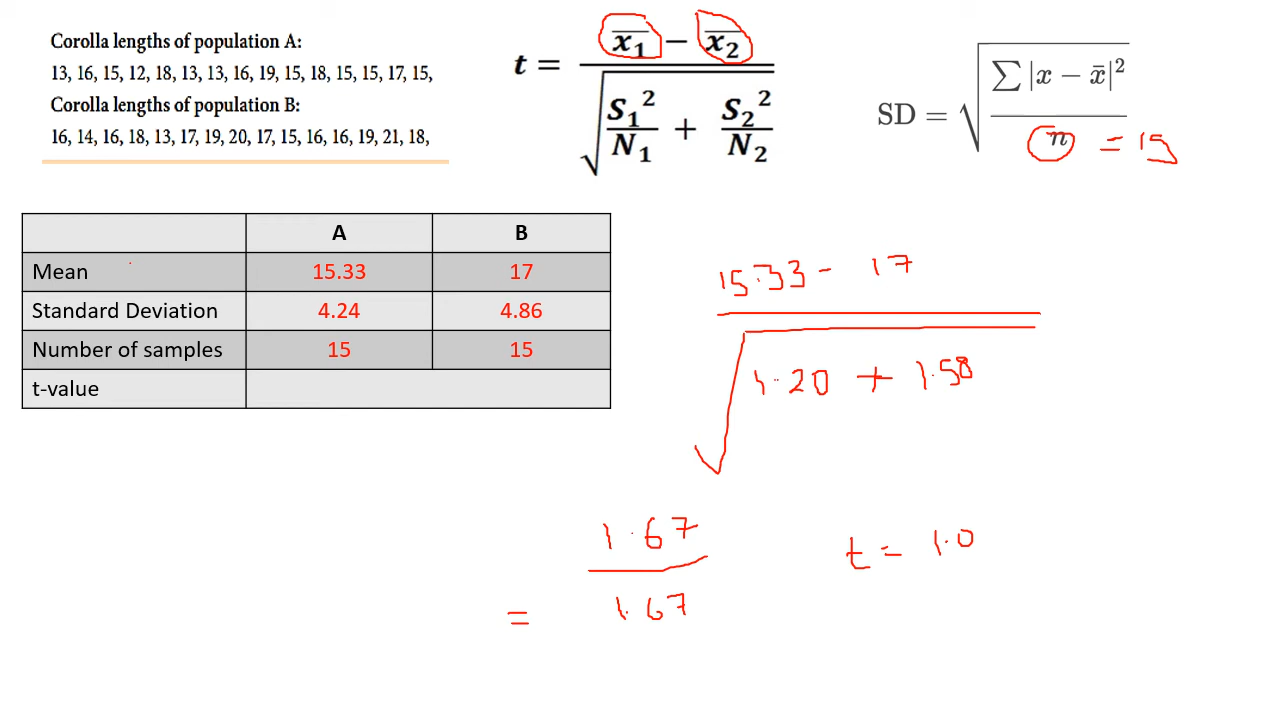 Corolla lengths of population A:
13, 16, 15, 12, 18, 13, 13, 16, 19, 15, 18, 15, 15, 17, 15,
Corolla lengths of population B:
16, 14, 16, 18, 13, 17, 19, 20, 17, 15, 16, 16, 19, 21, 18,
t = (x̄₁ − x̄₂) / √(S₁²/N₁ + S₂²/N₂)
SD = √(∑ |x − x̄|² / n) = 15
A B
Mean 15.33 17
Standard Deviation 4.24 4.86
Number of samples 15 15
t-value
15.33 - 17
√ 1.20 + 1.58
= 1.67 / 1.67
t = 1.0